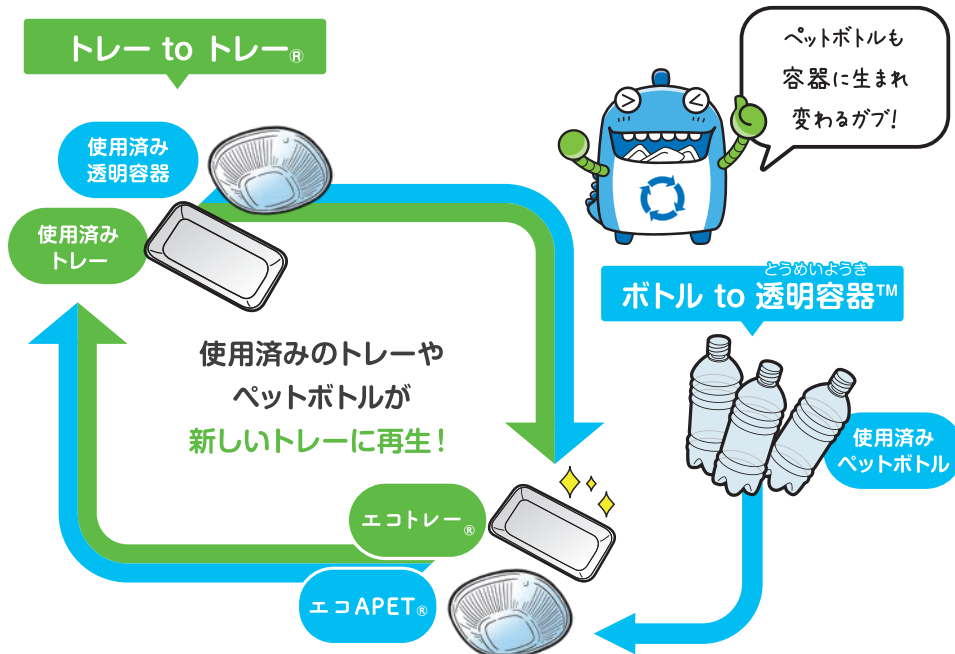 トレー to トレー®
ペットボトルも
容器に生まれ
変わるガブ!
使用済み
透明容器
使用済み
トレー
とうめいようき
ボトル to 透明容器™
使用済みのトレーや
ペットボトルが
新しいトレーに再生!
使用済み
ペットボトル
エコトレー®
エコAPET®